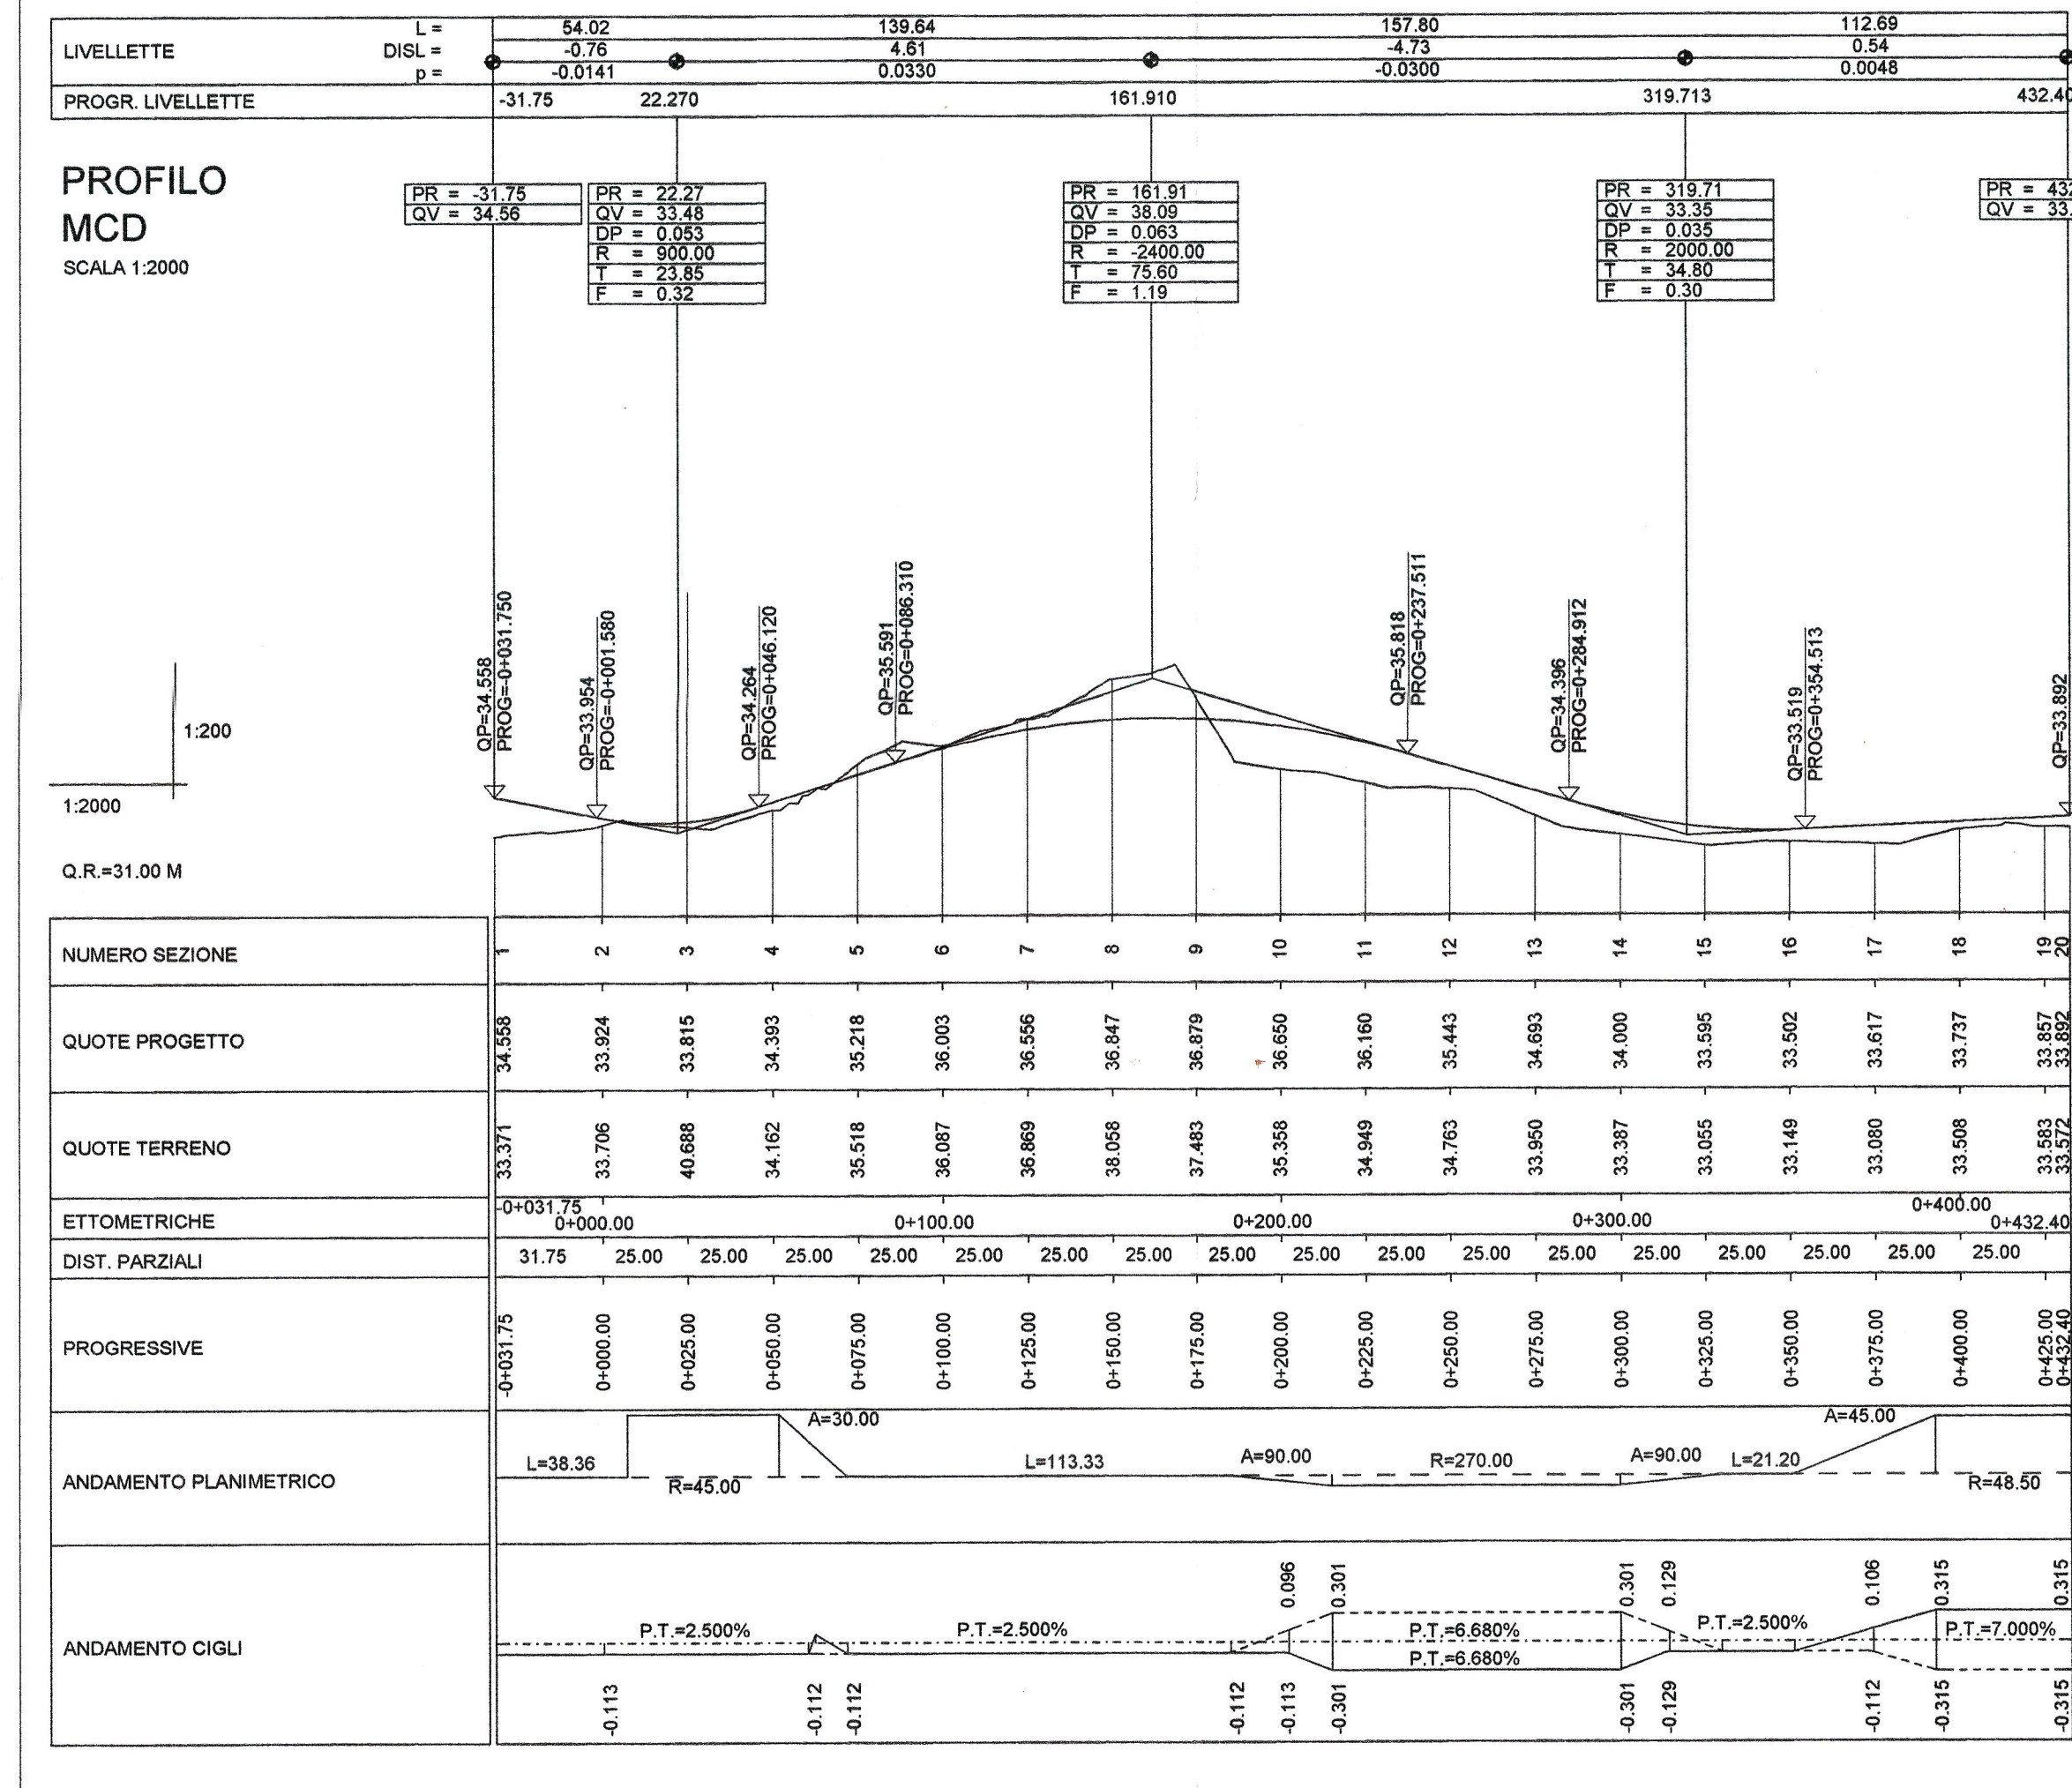 L = 54.02 139.64 157.80 112.69
LIVELLETTE DISL = -0.76 4.61 -4.73 0.54
p = -0.0141 0.0330 -0.0300 0.0048
PROGR. LIVELLETTE -31.75 22.270 161.910 319.713 432.40
PROFILO
MCD
SCALA 1:2000
PR = -31.75
QV = 34.56
PR = 22.27
QV = 33.48
DP = 0.053
R = 900.00
T = 23.85
F = 0.32
PR = 161.91
QV = 38.09
DP = 0.063
R = -2400.00
T = 75.60
F = 1.19
PR = 319.71
QV = 33.35
DP = 0.035
R = 2000.00
T = 34.80
F = 0.30
PR = 432
QV = 33.
QP=34.558
PROG=-0+031.750
QP=33.954
PROG=-0+001.580
QP=34.264
PROG=0+046.120
QP=35.591
PROG=0+086.310
QP=35.818
PROG=0+237.511
QP=34.396
PROG=0+284.912
QP=33.519
PROG=0+354.513
QP=33.892
1:200
1:2000
Q.R.=31.00 M
NUMERO SEZIONE 1 2 3 4 5 6 7 8 9 10 11 12 13 14 15 16 17 18 19 20
QUOTE PROGETTO 34.558 33.924 33.815 34.393 35.218 36.003 36.556 36.847 36.879 36.650 36.160 35.443 34.693 34.000 33.595 33.502 33.617 33.737 33.857 33.892
QUOTE TERRENO 33.371 33.706 40.688 34.162 35.518 36.087 36.869 38.058 37.483 35.358 34.949 34.763 33.950 33.387 33.055 33.149 33.080 33.508 33.583 33.572
ETTOMETRICHE -0+031.75 0+000.00 0+100.00 0+200.00 0+300.00 0+400.00 0+432.40
DIST. PARZIALI 31.75 25.00 25.00 25.00 25.00 25.00 25.00 25.00 25.00 25.00 25.00 25.00 25.00 25.00 25.00 25.00 25.00 25.00
PROGRESSIVE -0+031.75 0+000.00 0+025.00 0+050.00 0+075.00 0+100.00 0+125.00 0+150.00 0+175.00 0+200.00 0+225.00 0+250.00 0+275.00 0+300.00 0+325.00 0+350.00 0+375.00 0+400.00 0+425.00 0+432.40
ANDAMENTO PLANIMETRICO L=38.36 R=45.00 A=30.00 L=113.33 A=90.00 R=270.00 A=90.00 L=21.20 A=45.00 R=48.50
0.096 0.301 0.301 0.129 0.106 0.315 0.315
ANDAMENTO CIGLI P.T.=2.500% P.T.=2.500% P.T.=6.680% P.T.=2.500% P.T.=7.000%
P.T.=6.680%
-0.113 -0.112 -0.112 -0.112 -0.113 -0.301 -0.301 -0.129 -0.112 -0.315 -0.315